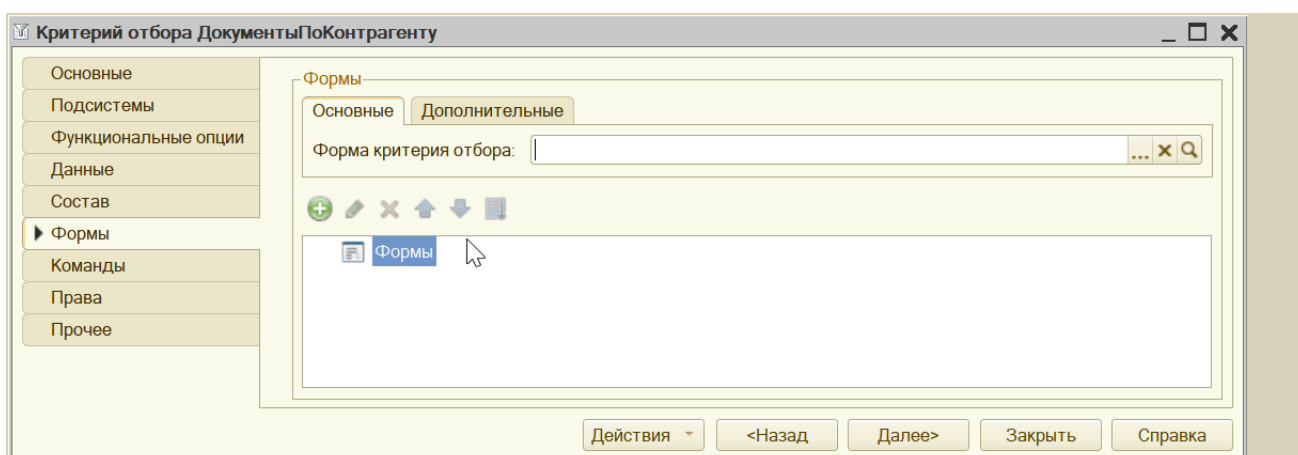 Критерий отбора ДокументыПоКонтрагенту
Основные
Подсистемы
Функциональные опции
Данные
Состав
Формы
Команды
Права
Прочее
Формы
Основные Дополнительные
Форма критерия отбора:
Формы
Действия <Назад Далее> Закрыть Справка